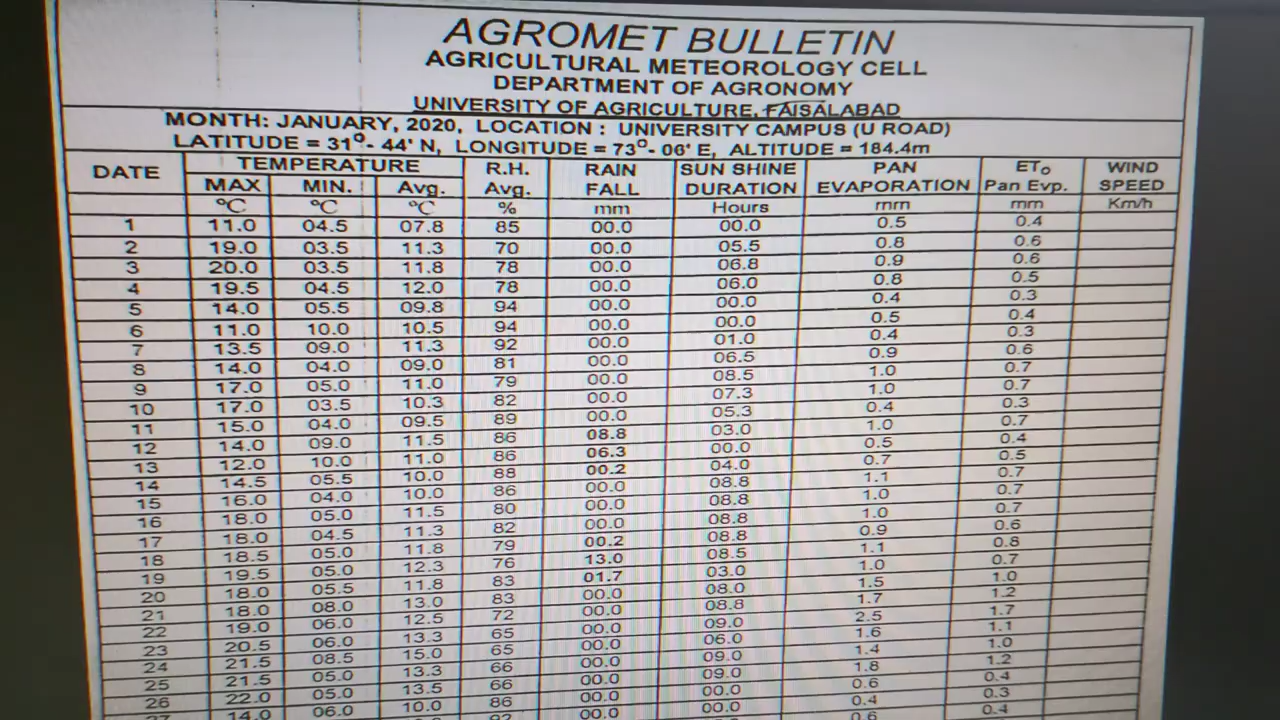 AGROMET BULLETIN
AGRICULTURAL METEOROLOGY CELL
DEPARTMENT OF AGRONOMY
UNIVERSITY OF AGRICULTURE, FAISALABAD
MONTH: JANUARY, 2020, LOCATION : UNIVERSITY CAMPUS (U ROAD)
LATITUDE = 31⁰- 44' N, LONGITUDE = 73⁰- 06' E, ALTITUDE = 184.4m
DATE TEMPERATURE R.H. RAIN SUN SHINE PAN ET₀ WIND
MAX MIN. Avg. Avg. FALL DURATION EVAPORATION Pan Evp. SPEED
⁰C ⁰C ⁰C % mm Hours mm mm Km/h
1 11.0 04.5 07.8 85 00.0 00.0 0.5 0.4
2 19.0 03.5 11.3 70 00.0 05.5 0.8 0.6
3 20.0 03.5 11.8 78 00.0 06.8 0.9 0.6
4 19.5 04.5 12.0 78 00.0 06.0 0.8 0.5
5 14.0 05.5 09.8 94 00.0 00.0 0.4 0.3
6 11.0 10.0 10.5 94 00.0 00.0 0.5 0.4
7 13.5 09.0 11.3 92 00.0 01.0 0.4 0.3
8 14.0 04.0 09.0 81 00.0 06.5 0.9 0.6
9 17.0 05.0 11.0 79 00.0 08.5 1.0 0.7
10 17.0 03.5 10.3 82 00.0 07.3 1.0 0.7
11 15.0 04.0 09.5 89 00.0 05.3 0.4 0.3
12 14.0 09.0 11.5 86 08.8 03.0 1.0 0.7
13 12.0 10.0 11.0 86 06.3 00.0 0.5 0.4
14 14.5 05.5 10.0 88 00.2 04.0 0.7 0.5
15 16.0 04.0 10.0 86 00.0 08.8 1.1 0.7
16 18.0 05.0 11.5 80 08.8 1.0 0.7
17 18.0 04.5 11.3 82 00.0 08.8 1.0 0.7
18 18.5 05.0 11.8 79 00.2 08.8 0.9 0.6
19 19.5 05.0 12.3 76 13.0 08.5 1.1 0.8
20 18.0 05.5 11.8 83 01.7 03.0 1.0 0.7
21 18.0 08.0 13.0 83 00.0 08.0 1.5 1.0
22 19.0 06.0 12.5 72 00.0 08.8 1.7 1.2
23 20.5 06.0 13.3 65 00.0 09.0 2.5 1.7
24 21.5 08.5 15.0 65 00.0 06.0 1.6 1.1
25 21.5 05.0 13.3 66 00.0 09.0 1.4 1.0
26 22.0 05.0 13.5 66 00.0 09.0 1.8 1.2
27 14.0 06.0 10.0 86 00.0 00.0 0.6 0.4
92 00.0 00.0 0.4 0.3
0.6 0.4